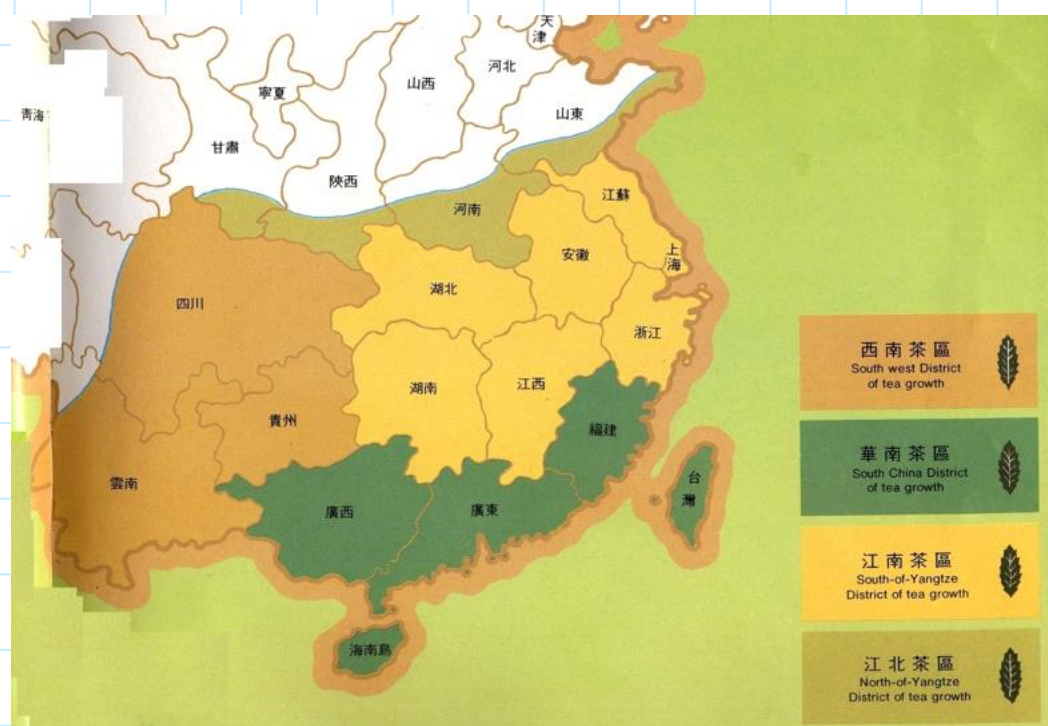 天
津
河北
山西
寧夏
青海
山東
甘肅
陝西
江蘇
河南
安徽
上
海
湖北
四川
浙江
江西
湖南
貴州
福建
雲南
台
灣
廣西
廣東
海南島
西南茶區
South west District
of tea growth
華南茶區
South China District
of tea growth
江南茶區
South-of-Yangtze
District of tea growth
江北茶區
North-of-Yangtze
District of tea growth